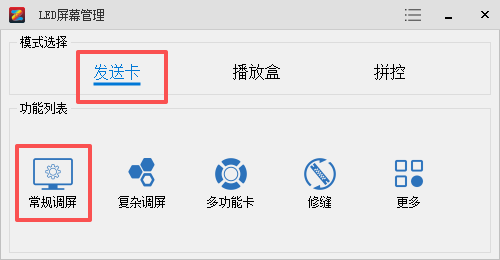 LED屏幕管理
模式选择
发送卡 播放盒 拼控
功能列表
常规调屏 复杂调屏 多功能卡 修缝 更多